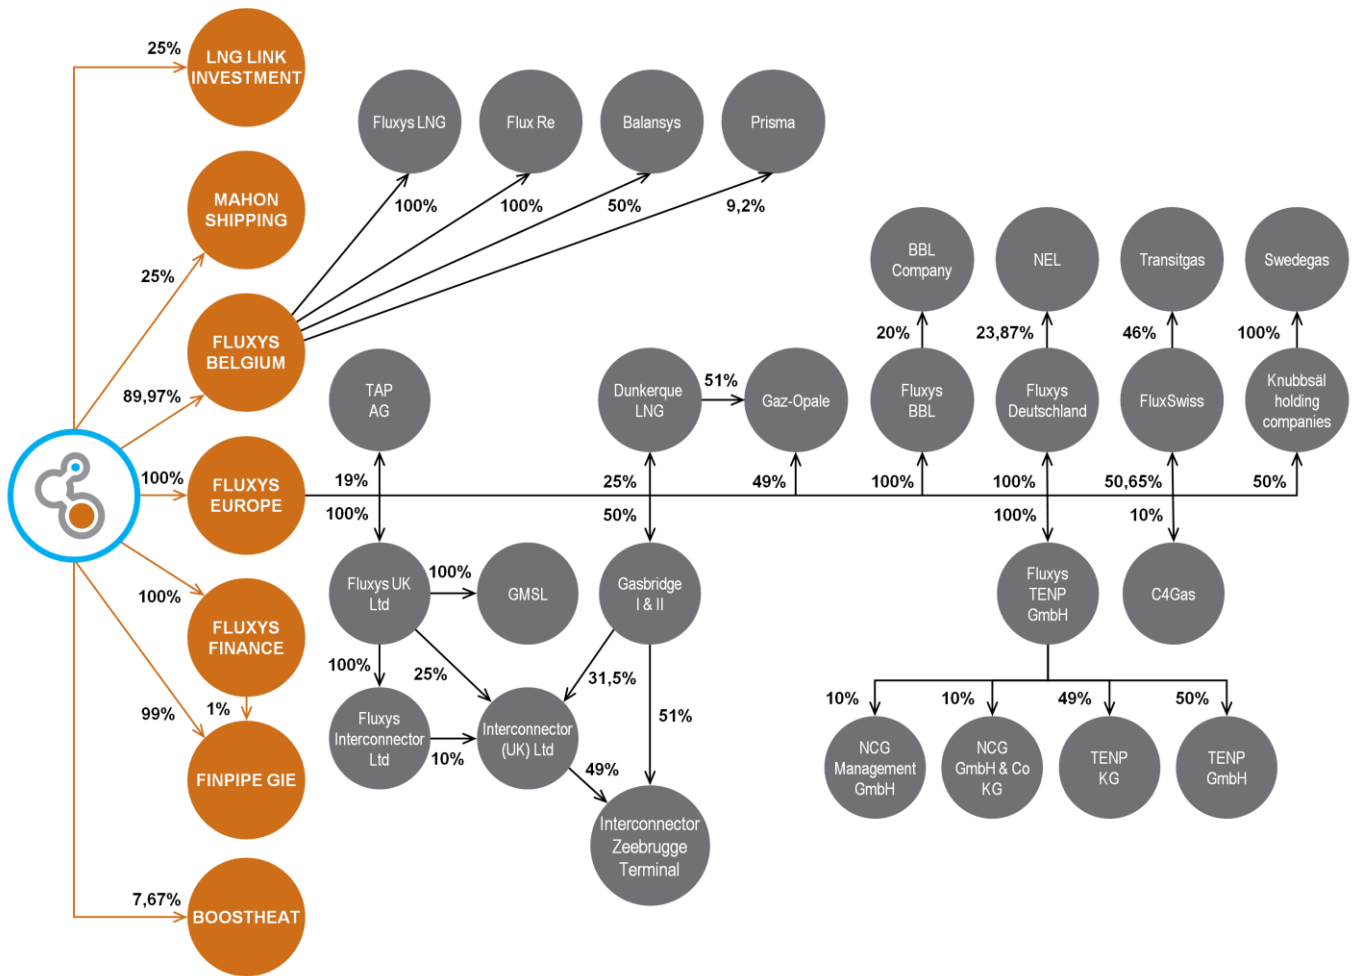 25%
LNG LINK
INVESTMENT
Fluxys LNG
Flux Re
Balansys
Prisma
MAHON
SHIPPING
100%
100%
50%
9,2%
25%
BBL
Company
NEL
Transitgas
Swedegas
FLUXYS
BELGIUM
89,97%
20%
23,87%
46%
100%
TAP
AG
Dunkerque
LNG
51%
Gaz-Opale
Fluxys
BBL
Fluxys
Deutschland
FluxSwiss
Knubbsäl
holding
companies
100%
FLUXYS
EUROPE
19%
25%
49%
100%
100%
50,65%
50%
100%
50%
100%
10%
Fluxys UK
Ltd
100%
GMSL
Gasbridge
I & II
Fluxys
TENP
GmbH
C4Gas
100%
FLUXYS
FINANCE
100%
25%
31,5%
51%
99%
1%
Fluxys
Interconnector
Ltd
10%
Interconnector
(UK) Ltd
49%
10%
10%
49%
50%
NCG
Management
GmbH
NCG
GmbH & Co
KG
TENP
KG
TENP
GmbH
FINPIPE GIE
Interconnector
Zeebrugge
Terminal
7,67%
BOOSTHEAT